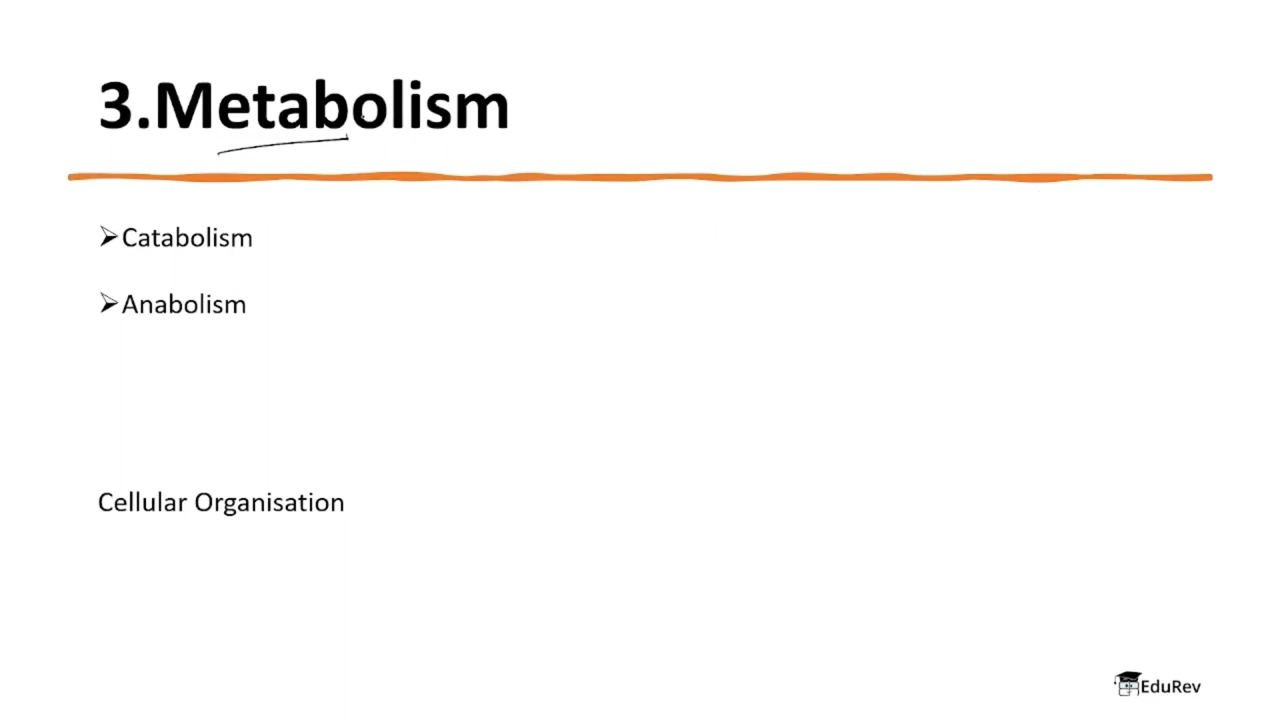 3.Metabolism
➢Catabolism
➢Anabolism
Cellular Organisation
EduRev